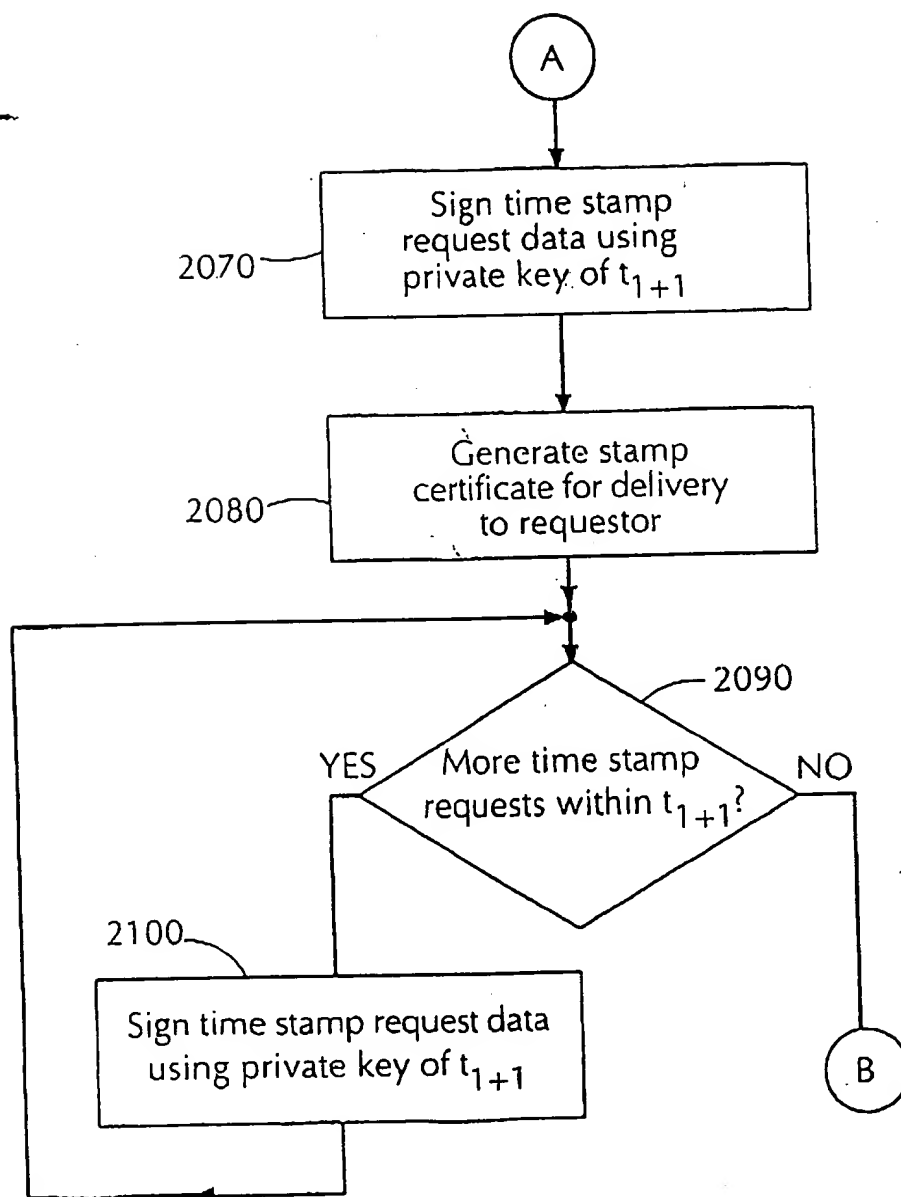 A
Sign time stamp
request data using
private key of t1+1
2070
Generate stamp
certificate for delivery
to requestor
2080
2090
YES
More time stamp
requests within t1+1?
NO
2100
Sign time stamp request data
using private key of t1+1
B